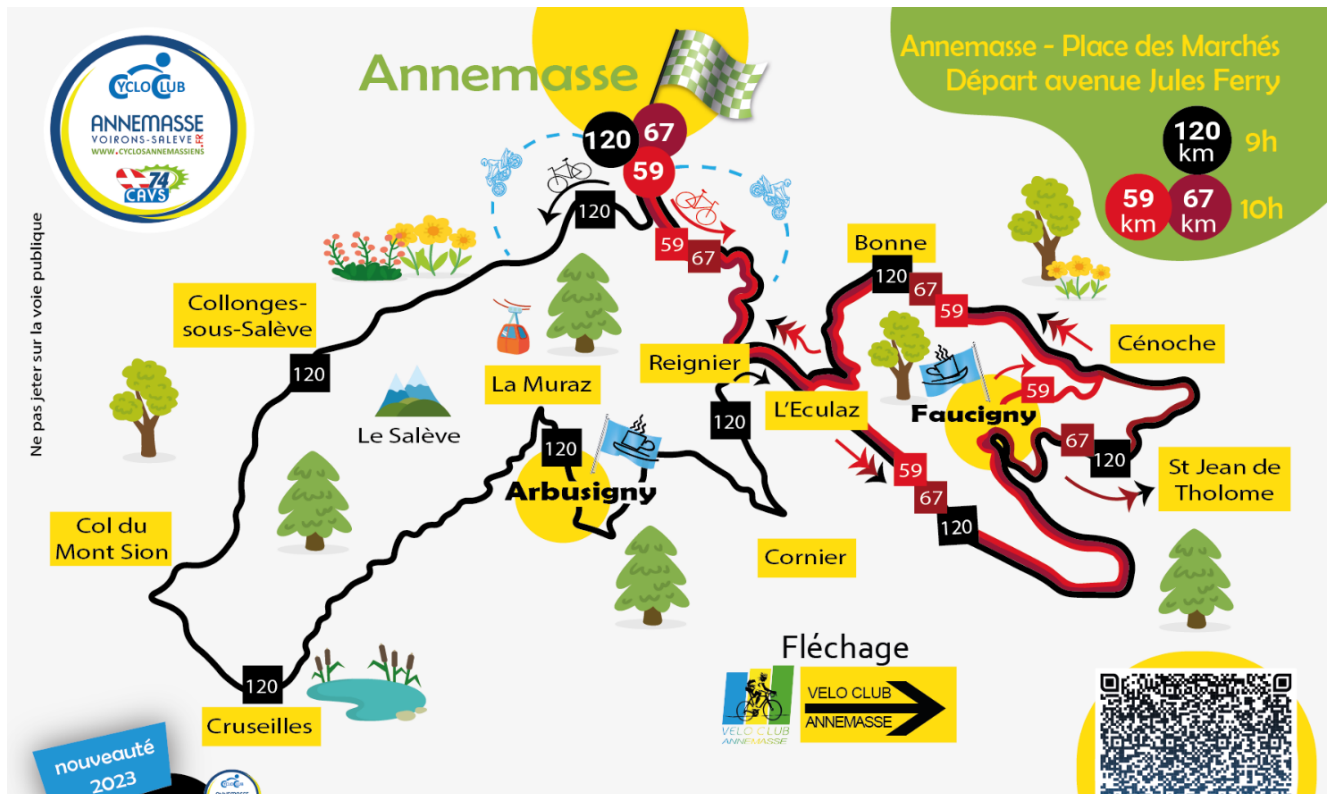 CYCLO CLUB
ANNEMASSE
VOIRONS-SALEVE.FR
WWW.CYCLOSANNEMASSIENS
74
CAVS
Ne pas jeter sur la voie publique
Annemasse
Annemasse - Place des Marchés
Départ avenue Jules Ferry
120
km
9h
59
km
67
km
10h
120
67
59
120
59
67
Bonne
120
67
59
Collonges-
sous-Salève
120
Cénoche
Reignier
La Muraz
Le Salève
L'Eculaz
59
Faucigny
120
120
Arbusigny
67
120
St Jean de
Tholome
59
67
120
Col du
Mont Sion
Cornier
Fléchage
120
Cruseilles
VELO CLUB
ANNEMASSE
VELO CLUB
ANNEMASSE
nouveauté
2023